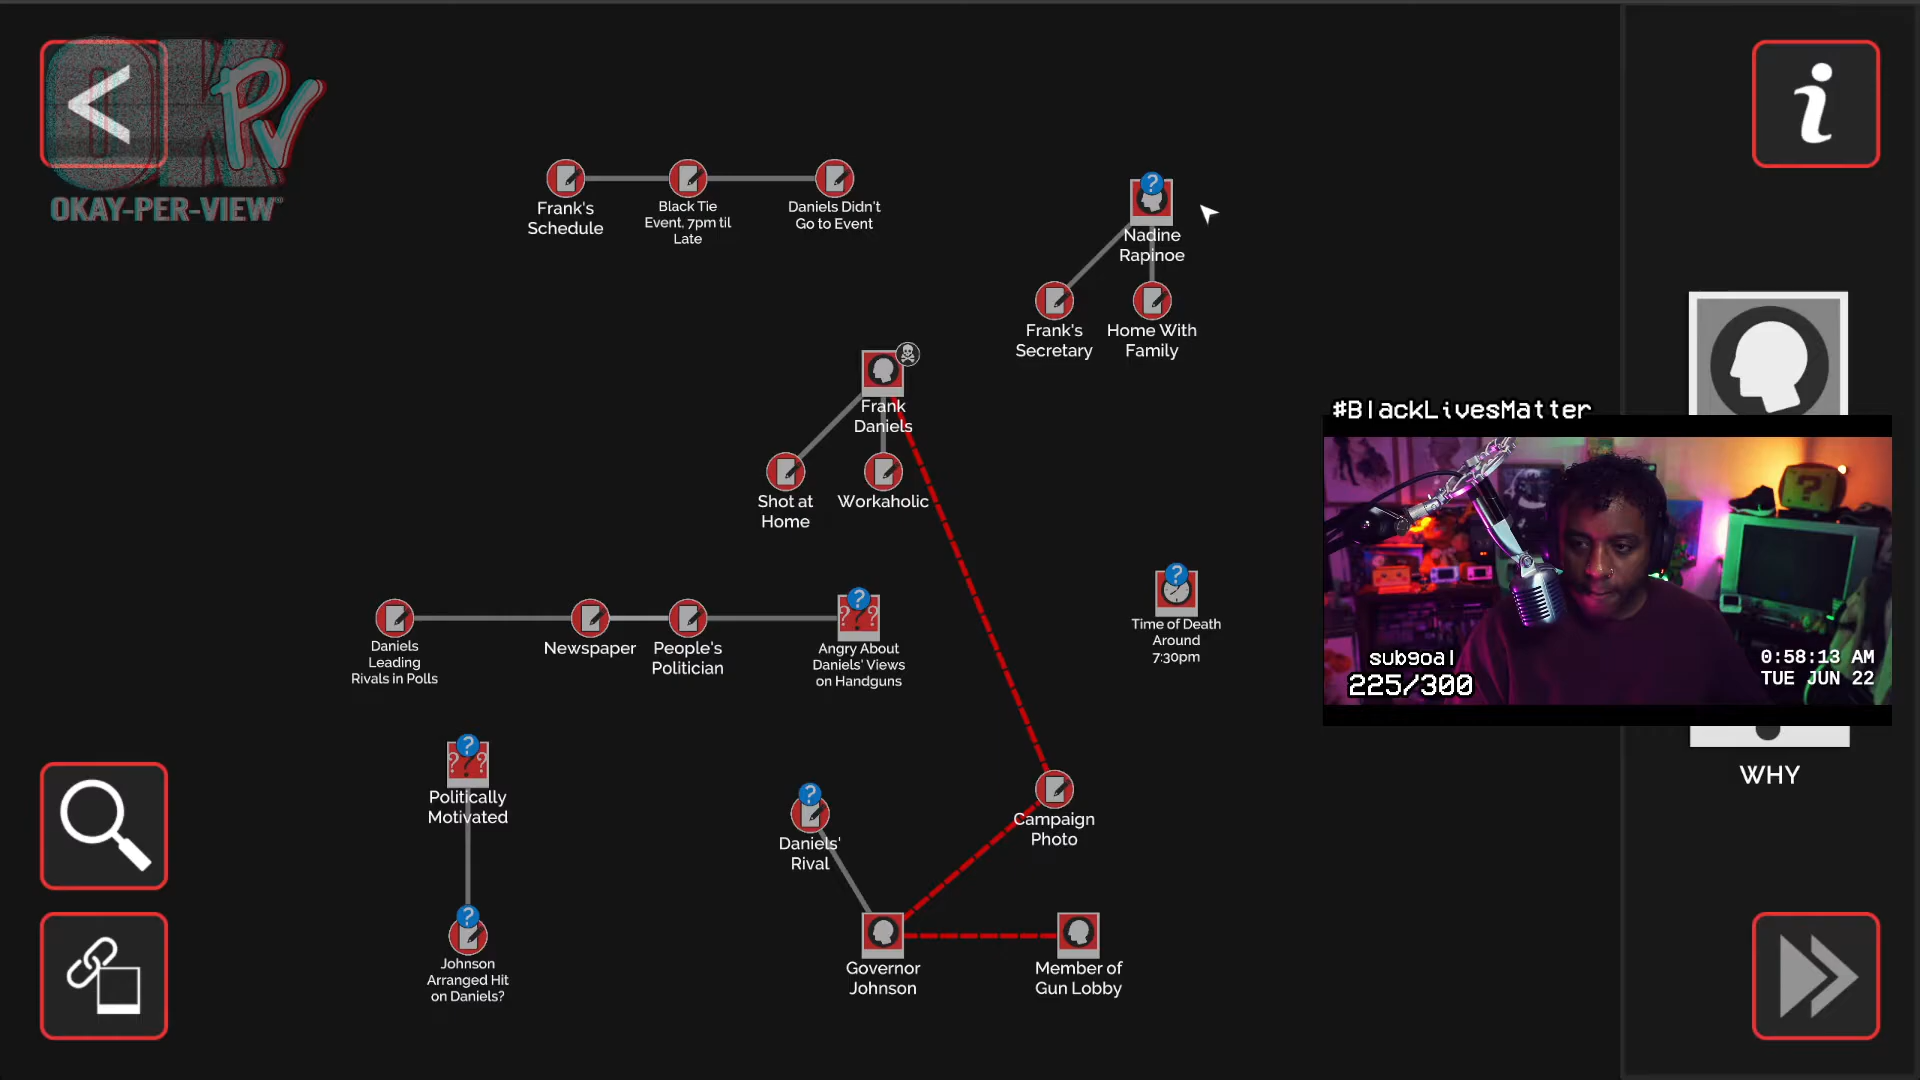 OK PV
OKAY-PER-VIEW
Frank's
Schedule
Black Tie
Event, 7pm til
Late
Daniels Didn't
Go to Event
Nadine
Rapinoe
Frank's
Secretary
Home With
Family
Frank
Daniels
Shot at
Home
Workaholic
#BlackLivesMatter
Daniels
Leading
Rivals in Polls
Newspaper
People's
Politician
Angry About
Daniels' Views
on Handguns
Time of Death
Around
7:30pm
subgoal
225/300
0:58:13 AM
TUE JUN 22
Politically
Motivated
Daniels'
Rival
Campaign
Photo
WHY
Johnson
Arranged Hit
on Daniels?
Governor
Johnson
Member of
Gun Lobby